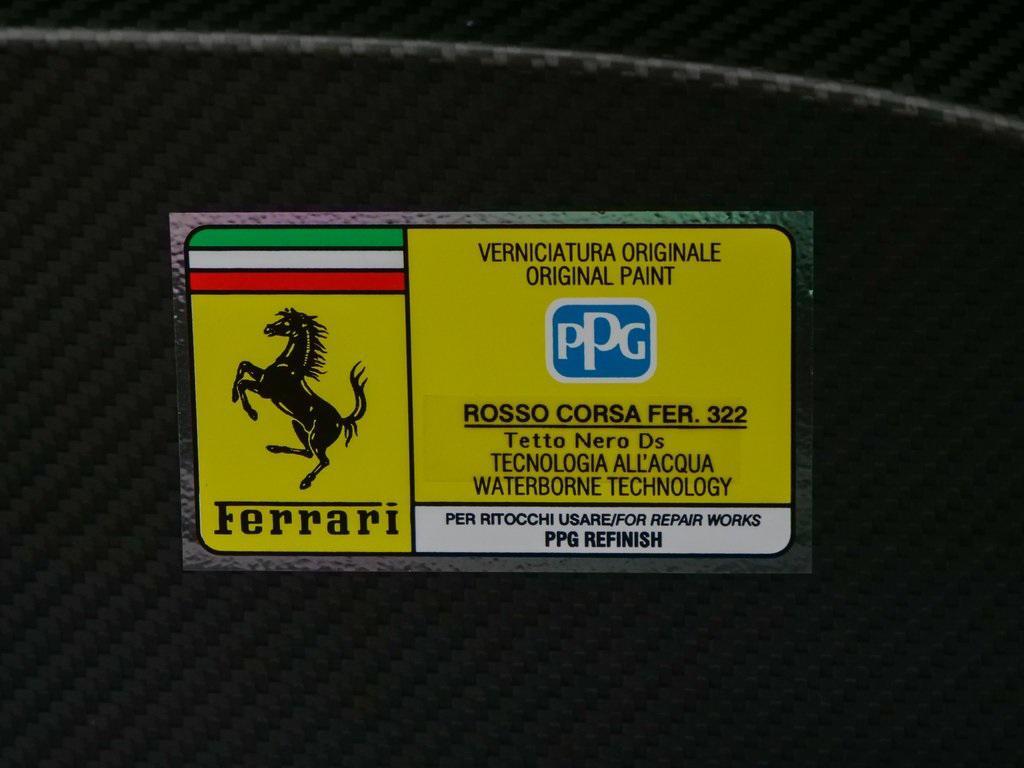 VERNICIATURA ORIGINALE
ORIGINAL PAINT
PPG
ROSSO CORSA FER. 322
Tetto Nero Ds
TECNOLOGIA ALL'ACQUA
WATERBORNE TECHNOLOGY
Ferrari
PER RITOCCHI USARE/FOR REPAIR WORKS
PPG REFINISH